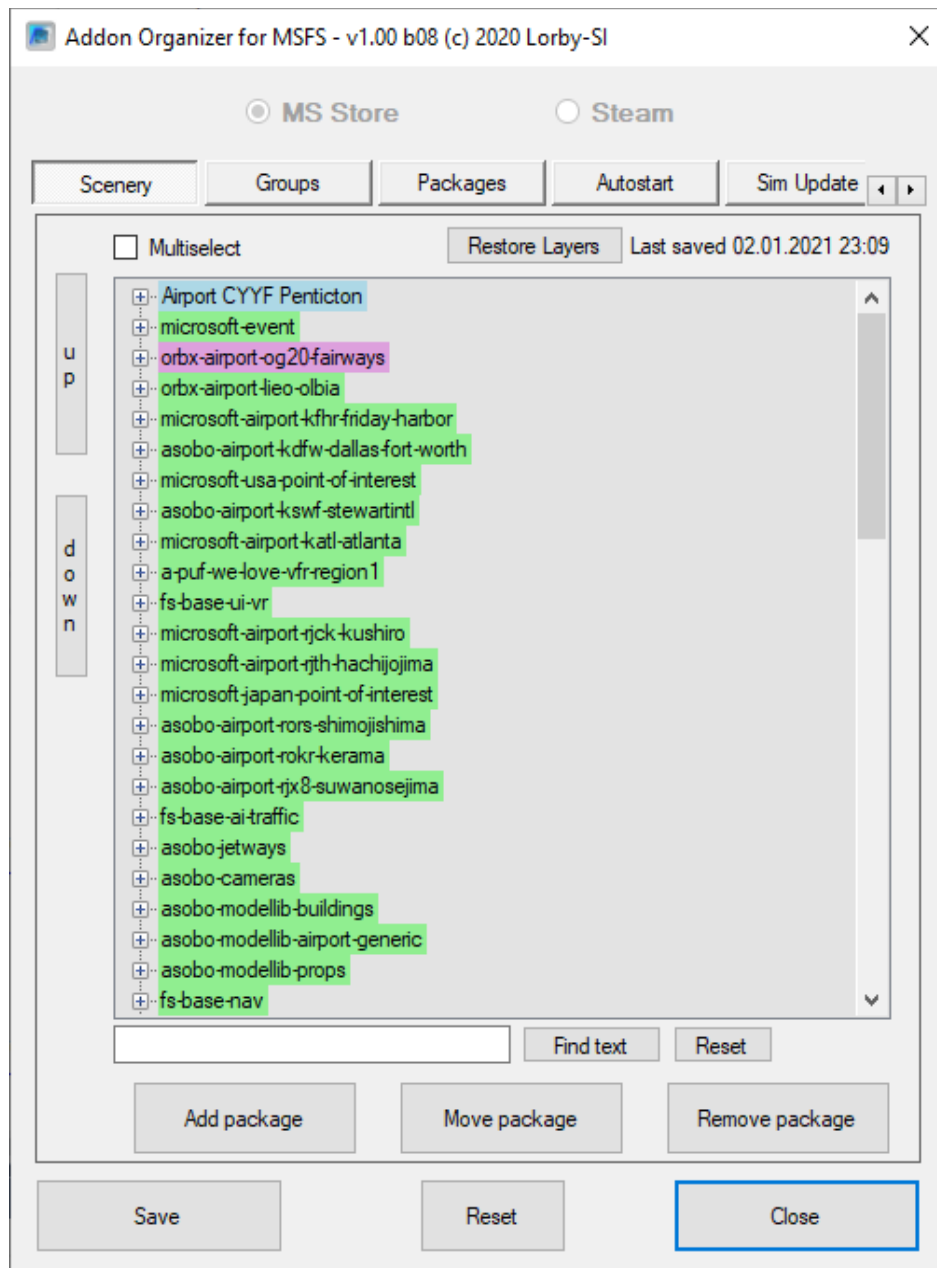 Addon Organizer for MSFS - v1.00 b08 (c) 2020 Lorby-SI
MS Store Steam
Scenery Groups Packages Autostart Sim Update
Multiselect Restore Layers Last saved 02.01.2021 23:09
up
down
Airport CYYF Penticton
microsoft-event
orbx-airport-og20-fairways
orbx-airport-lieo-olbia
microsoft-airport-kfhr-friday-harbor
asobo-airport-kdfw-dallas-fort-worth
microsoft-usa-point-of-interest
asobo-airport-kswf-stewartintl
microsoft-airport-katl-atlanta
a-puf-we-love-vfr-region1
fs-base-ui-vr
microsoft-airport-rjck-kushiro
microsoft-airport-rjth-hachijojima
microsoft-japan-point-of-interest
asobo-airport-rors-shimojishima
asobo-airport-rokr-kerama
asobo-airport-rjx8-suwanosejima
fs-base-ai-traffic
asobo-jetways
asobo-cameras
asobo-modellib-buildings
asobo-modellib-airport-generic
asobo-modellib-props
fs-base-nav
Find text Reset
Add package Move package Remove package
Save Reset Close